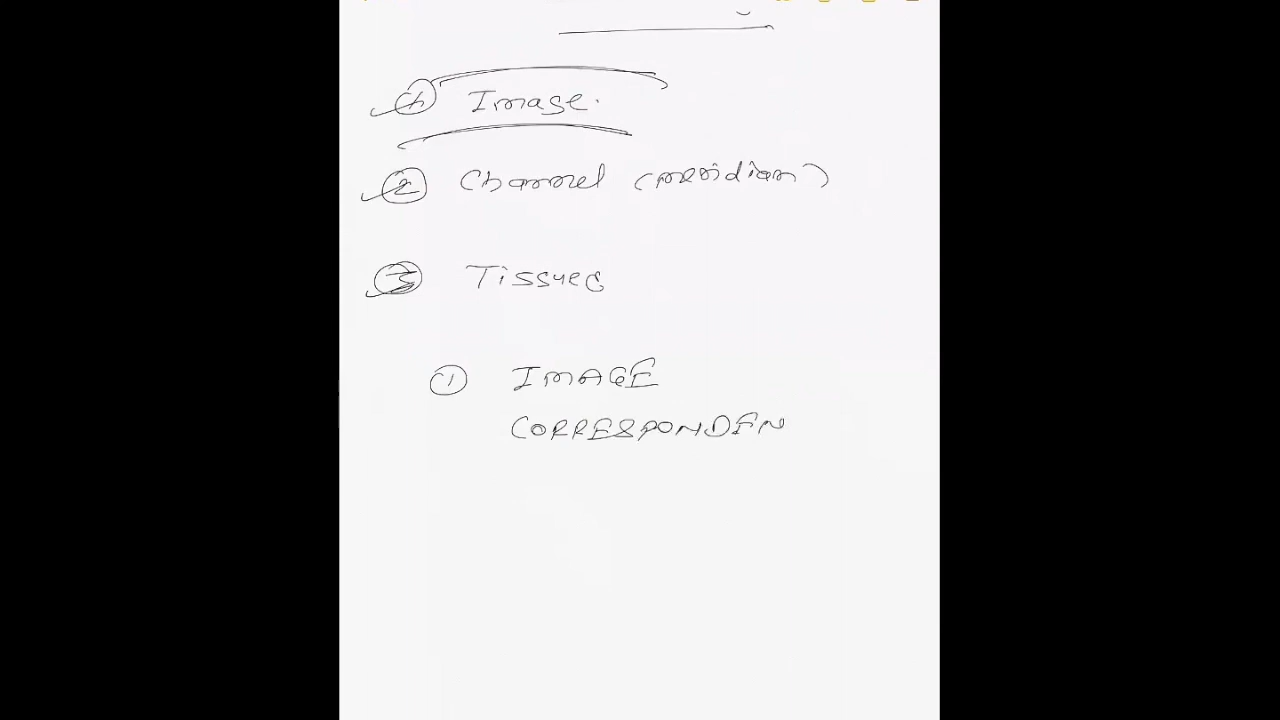 ① Image.
② Channel (meridian)
③ Tissues
① IMAGE
CORRESPONDEN